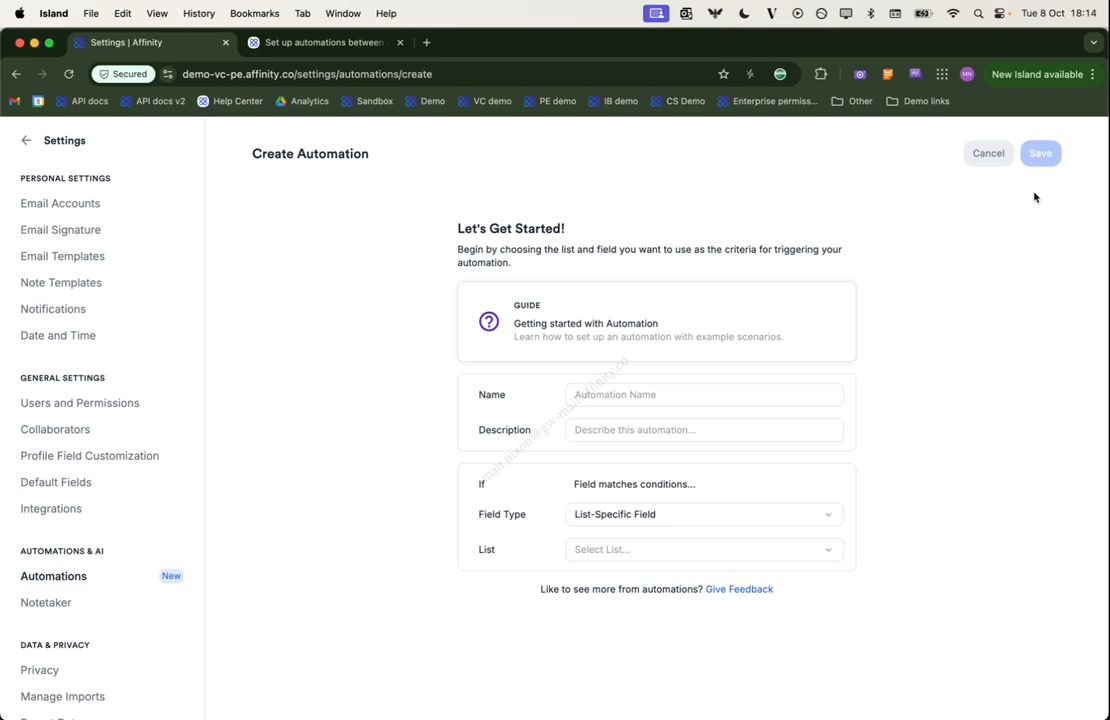 Island File Edit View History Bookmarks Tab Window Help Tue 8 Oct 18:14
Settings | Affinity Set up automations between
Secured demo-vc-pe.affinity.co/settings/automations/create MN New Island available
API docs API docs v2 Help Center Analytics Sandbox Demo VC demo PE demo IB demo CS Demo Enterprise permiss... Other Demo links
Settings
PERSONAL SETTINGS
Email Accounts
Email Signature
Email Templates
Note Templates
Notifications
Date and Time
GENERAL SETTINGS
Users and Permissions
Collaborators
Profile Field Customization
Default Fields
Integrations
AUTOMATIONS & AI
Automations New
Notetaker
DATA & PRIVACY
Privacy
Manage Imports
Create Automation
Cancel Save
Let's Get Started!
Begin by choosing the list and field you want to use as the criteria for triggering your
automation.
GUIDE
Getting started with Automation
Learn how to set up an automation with example scenarios.
Name Automation Name
Description Describe this automation...
If Field matches conditions...
Field Type List-Specific Field
List Select List...
Like to see more from automations? Give Feedback